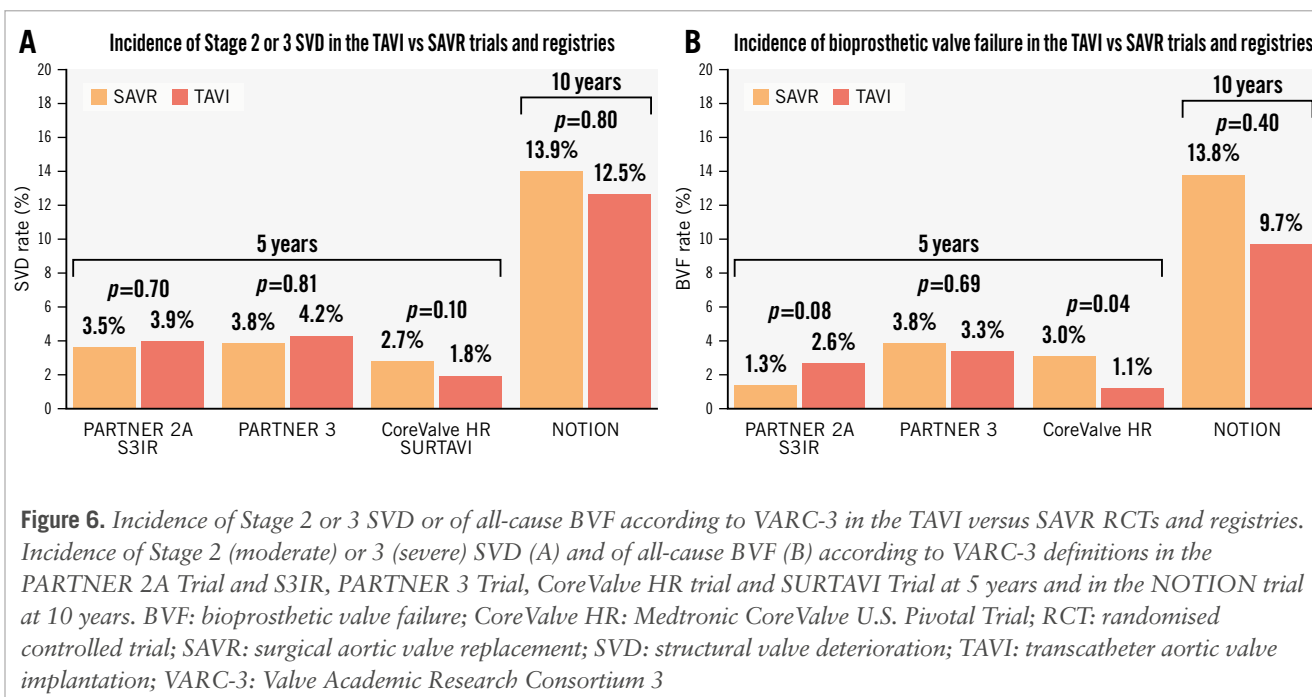 A Incidence of Stage 2 or 3 SVD in the TAVI vs SAVR trials and registries
SVD rate (%)
20
18
16
14
12
10
8
6
4
2
0
SAVR TAVI
10 years
p=0.80
13.9%
12.5%
5 years
p=0.70
p=0.81
p=0.10
3.5%
3.9%
3.8%
4.2%
2.7%
1.8%
PARTNER 2A
S3IR
PARTNER 3
CoreValve HR
SURTAVI
NOTION
B Incidence of bioprosthetic valve failure in the TAVI vs SAVR trials and registries
BVF rate (%)
20
18
16
14
12
10
8
6
4
2
0
SAVR TAVI
10 years
p=0.40
13.8%
9.7%
5 years
p=0.08
p=0.69
p=0.04
1.3%
2.6%
3.8%
3.3%
3.0%
1.1%
PARTNER 2A
S3IR
PARTNER 3
CoreValve HR
NOTION
Figure 6. Incidence of Stage 2 or 3 SVD or of all-cause BVF according to VARC-3 in the TAVI versus SAVR RCTs and registries.
Incidence of Stage 2 (moderate) or 3 (severe) SVD (A) and of all-cause BVF (B) according to VARC-3 definitions in the
PARTNER 2A Trial and S3IR, PARTNER 3 Trial, CoreValve HR trial and SURTAVI Trial at 5 years and in the NOTION trial
at 10 years. BVF: bioprosthetic valve failure; CoreValve HR: Medtronic CoreValve U.S. Pivotal Trial; RCT: randomised
controlled trial; SAVR: surgical aortic valve replacement; SVD: structural valve deterioration; TAVI: transcatheter aortic valve
implantation; VARC-3: Valve Academic Research Consortium 3